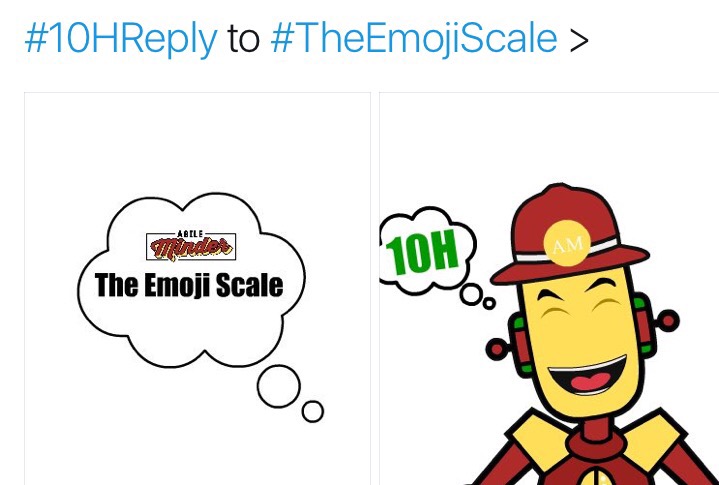 #10HReply to #TheEmojiScale >
AGILE
Minder
The Emoji Scale
10H
AM